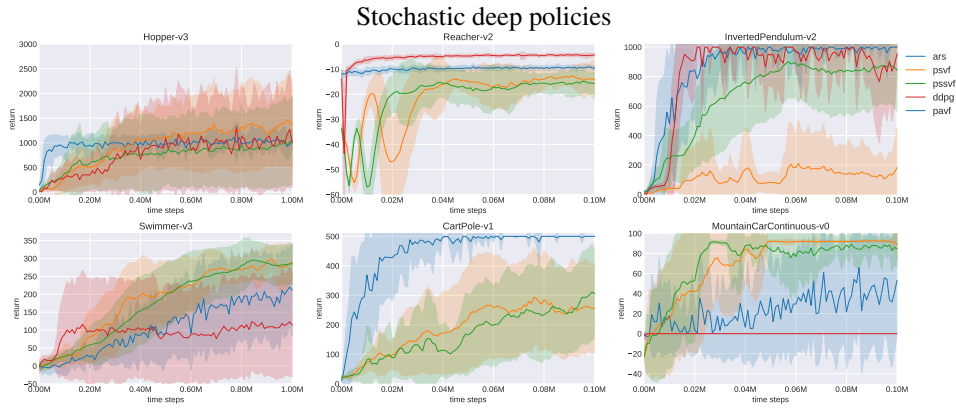 Stochastic deep policies
Hopper-v3
3000
2500
2000
1500
1000
500
0
return
0.00M 0.20M 0.40M 0.60M 0.80M 1.00M
time steps
Reacher-v2
0
−10
−20
−30
−40
−50
−60
return
0.00M 0.02M 0.04M 0.06M 0.08M 0.10M
time steps
InvertedPendulum-v2
1000
800
600
400
200
0
return
0.00M 0.02M 0.04M 0.06M 0.08M 0.10M
time steps
ars
psvf
pssvf
ddpg
pavf
Swimmer-v3
350
300
250
200
150
100
50
0
−50
return
0.00M 0.20M 0.40M 0.60M 0.80M 1.00M
time steps
CartPole-v1
500
400
300
200
100
0
return
0.00M 0.02M 0.04M 0.06M 0.08M 0.10M
time steps
MountainCarContinuous-v0
100
80
60
40
20
0
−20
−40
return
0.00M 0.02M 0.04M 0.06M 0.08M 0.10M
time steps